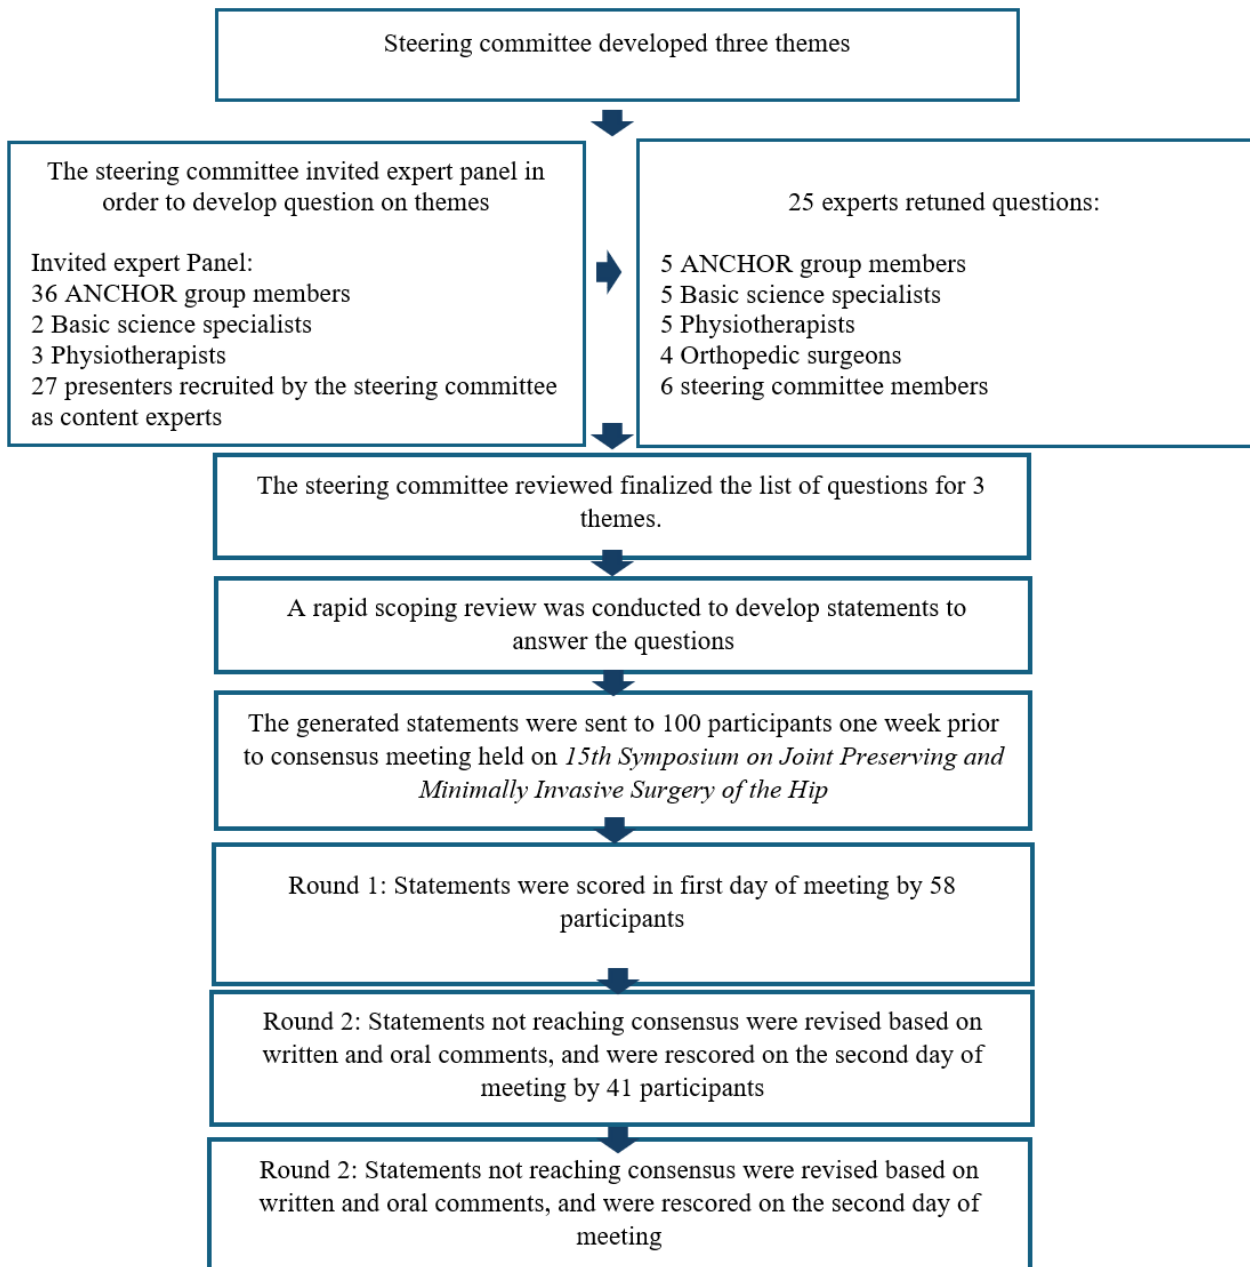 Steering committee developed three themes
The steering committee invited expert panel in
order to develop question on themes
Invited expert Panel:
36 ANCHOR group members
2 Basic science specialists
3 Physiotherapists
27 presenters recruited by the steering committee
as content experts
25 experts retuned questions:
5 ANCHOR group members
5 Basic science specialists
5 Physiotherapists
4 Orthopedic surgeons
6 steering committee members
The steering committee reviewed finalized the list of questions for 3
themes.
A rapid scoping review was conducted to develop statements to
answer the questions
The generated statements were sent to 100 participants one week prior
to consensus meeting held on 15th Symposium on Joint Preserving and
Minimally Invasive Surgery of the Hip
Round 1: Statements were scored in first day of meeting by 58
participants
Round 2: Statements not reaching consensus were revised based on
written and oral comments, and were rescored on the second day of
meeting by 41 participants
Round 2: Statements not reaching consensus were revised based on
written and oral comments, and were rescored on the second day of
meeting